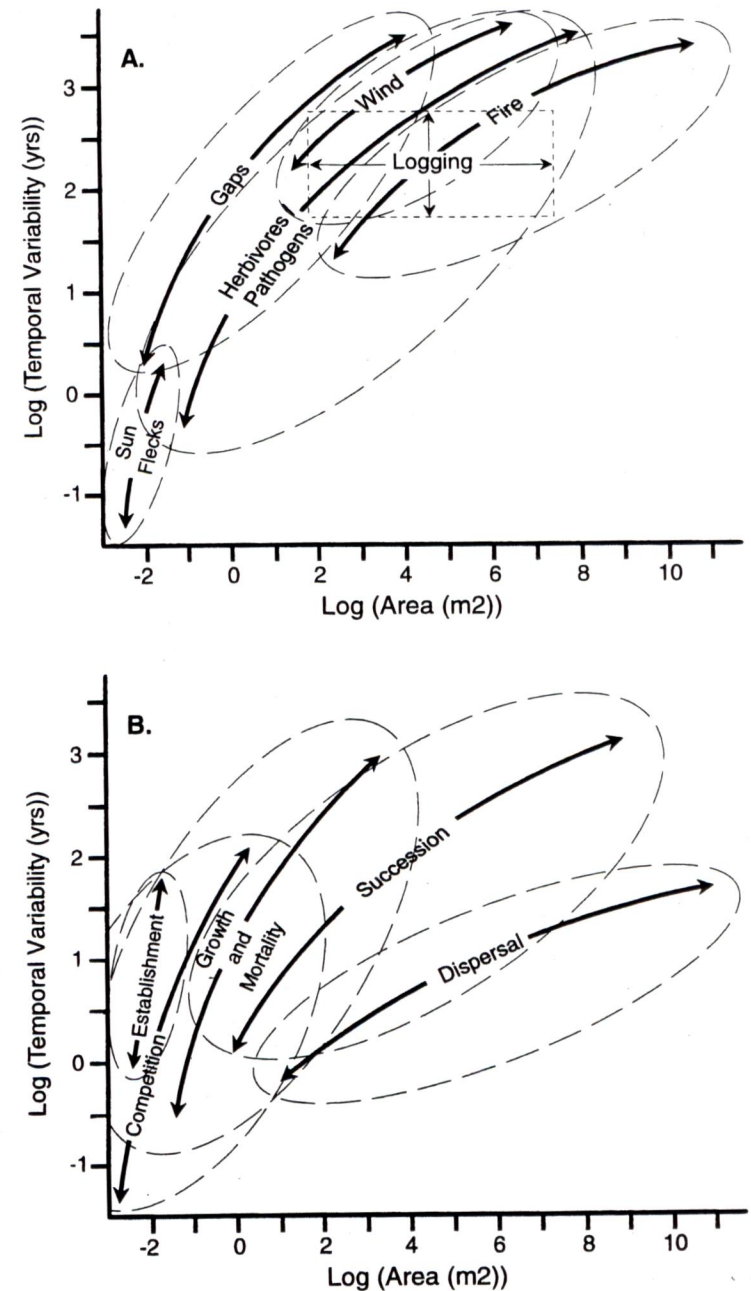 A.
Log (Temporal Variability (yrs))
3
2
1
0
-1
Gaps
Wind
Fire
Logging
Herbivores
Pathogens
Sun
Flecks
-2 0 2 4 6 8 10
Log (Area (m2))
B.
Log (Temporal Variability (yrs))
3
2
1
0
-1
Establishment
Competition
Growth
and
Mortality
Succession
Dispersal
-2 0 2 4 6 8 10
Log (Area (m2))